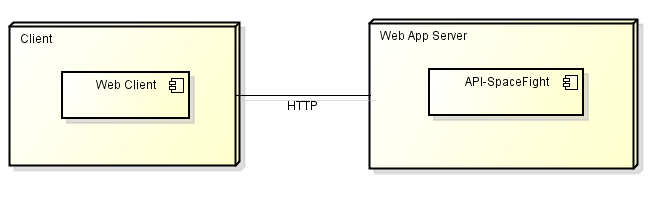 Client
Web Client
HTTP
Web App Server
API-SpaceFight